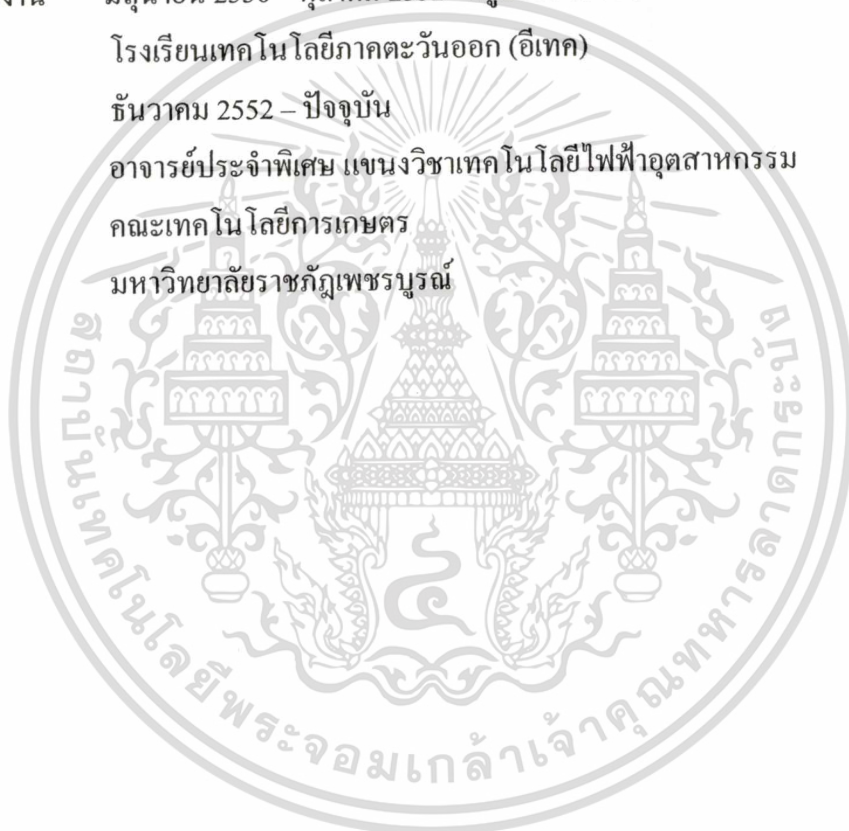 โรงเรียนเทคโนโลยีภาคตะวันออก (อีเทค)
ธันวาคม 2552 – ปัจจุบัน
อาจารย์ประจำพิเศษ แขนงวิชาเทคโนโลยีไฟฟ้าอุตสาหกรรม
คณะเทคโนโลยีการเกษตร
มหาวิทยาลัยราชภัฏเพชรบูรณ์
สถาบันเทคโนโลยีพระจอมเกล้าเจ้าคุณทหารลาดกระบัง